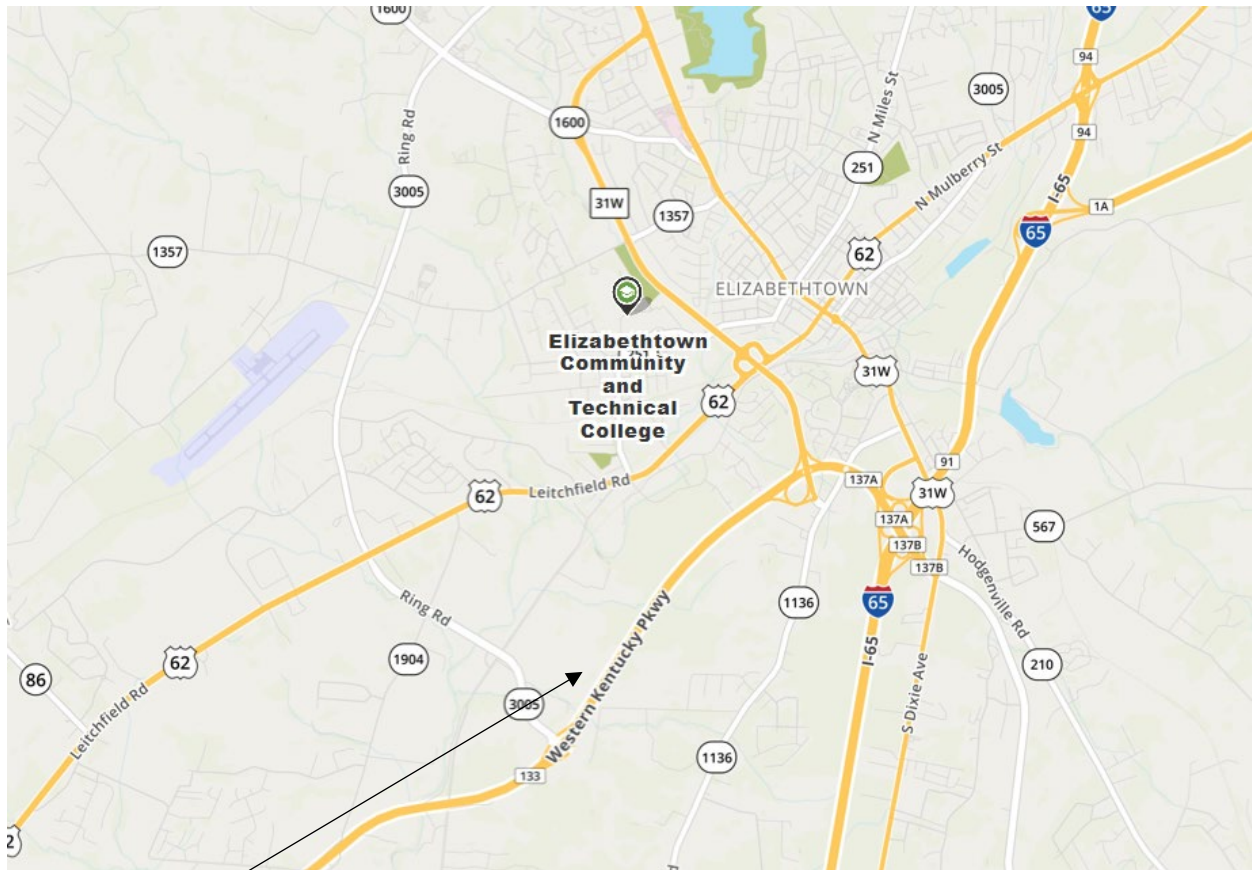 1600
65
94
3005
Ring Rd
N Miles St
1600
94
251
N Mulberry St
I-65
3005
31W
1357
1A
65
1357
62
ELIZABETHTOWN
Elizabethtown
Community
and
Technical
College
31W
62
91
137A
31W
62
Leitchfield Rd
137A
567
137B
137B
Hodgenville Rd
Ring Rd
1136
65
Western Kentucky Pkwy
I-65
S Dixie Ave
62
1904
210
86
Leitchfield Rd
3005
1136
133